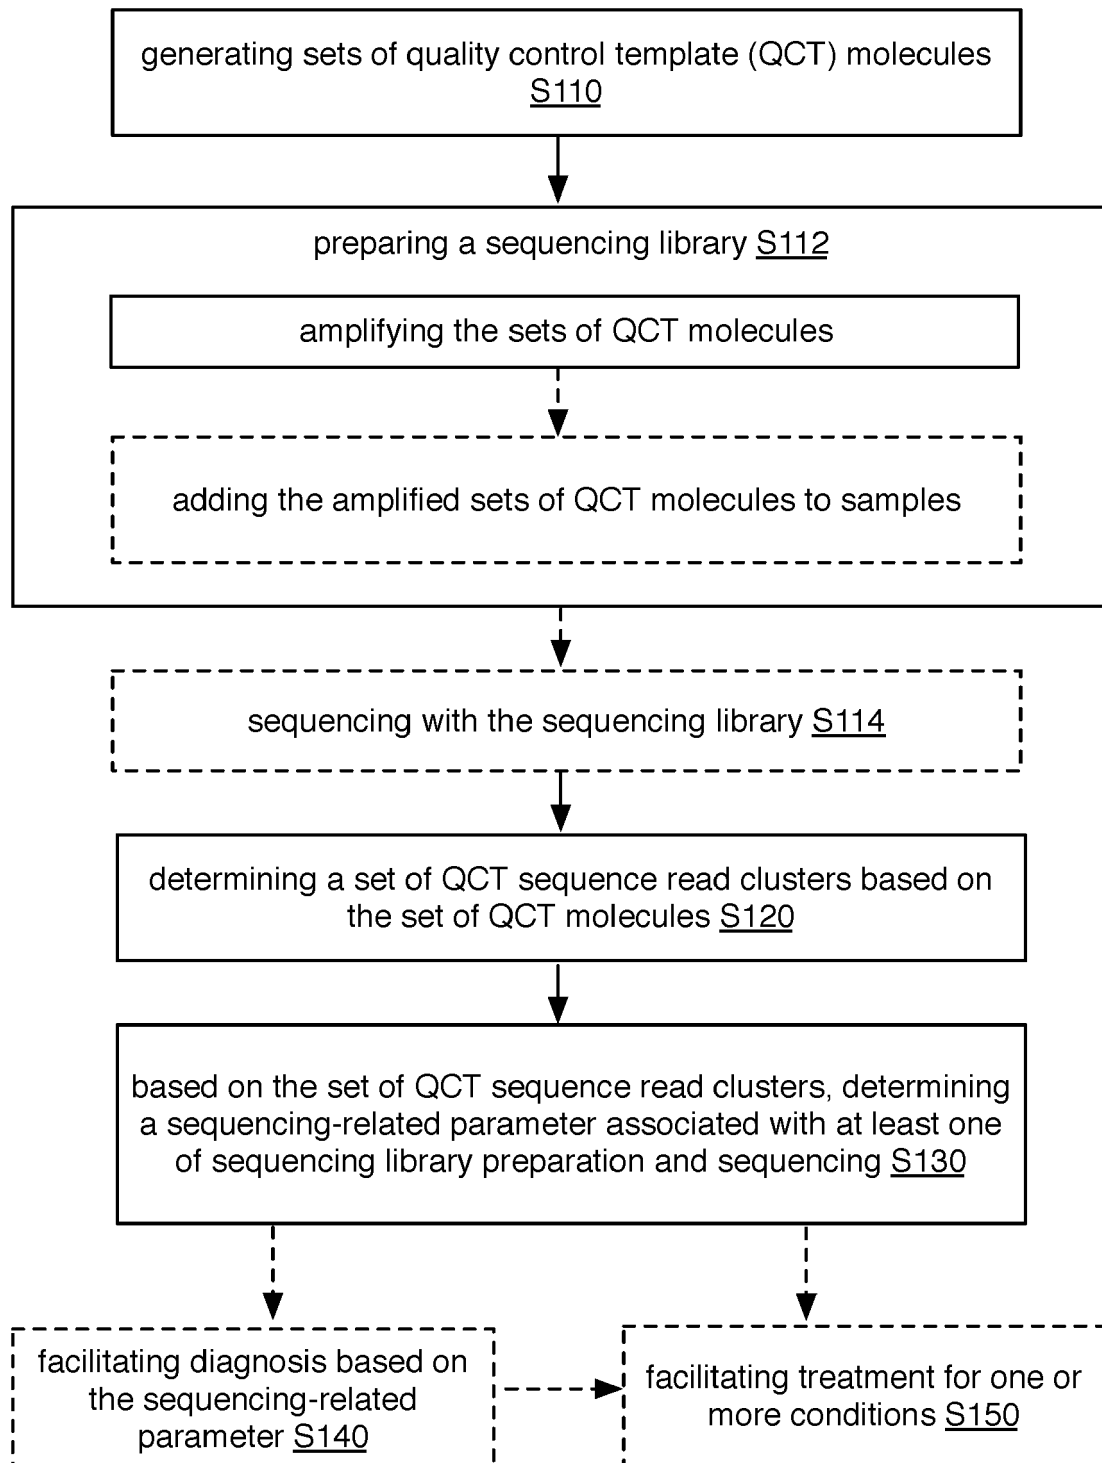 generating sets of quality control template (QCT) molecules
S110
preparing a sequencing library S112
amplifying the sets of QCT molecules
adding the amplified sets of QCT molecules to samples
sequencing with the sequencing library S114
determining a set of QCT sequence read clusters based on
the set of QCT molecules S120
based on the set of QCT sequence read clusters, determining
a sequencing-related parameter associated with at least one
of sequencing library preparation and sequencing S130
facilitating diagnosis based on
the sequencing-related
parameter S140
facilitating treatment for one or
more conditions S150